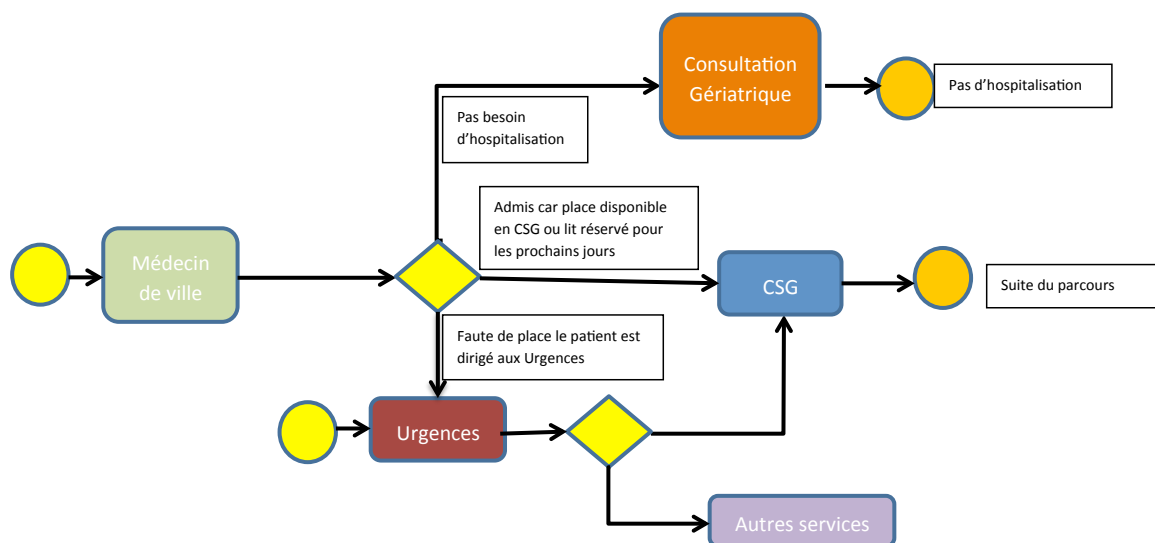 Consultation
Gériatrique
Pas d'hospitalisation
Pas besoin
d'hospitalisation
Admis car place disponible
en CSG ou lit réservé pour
les prochains jours
Médecin
de ville
CSG
Suite du parcours
Faute de place le patient est
dirigé aux Urgences
Urgences
Autres services